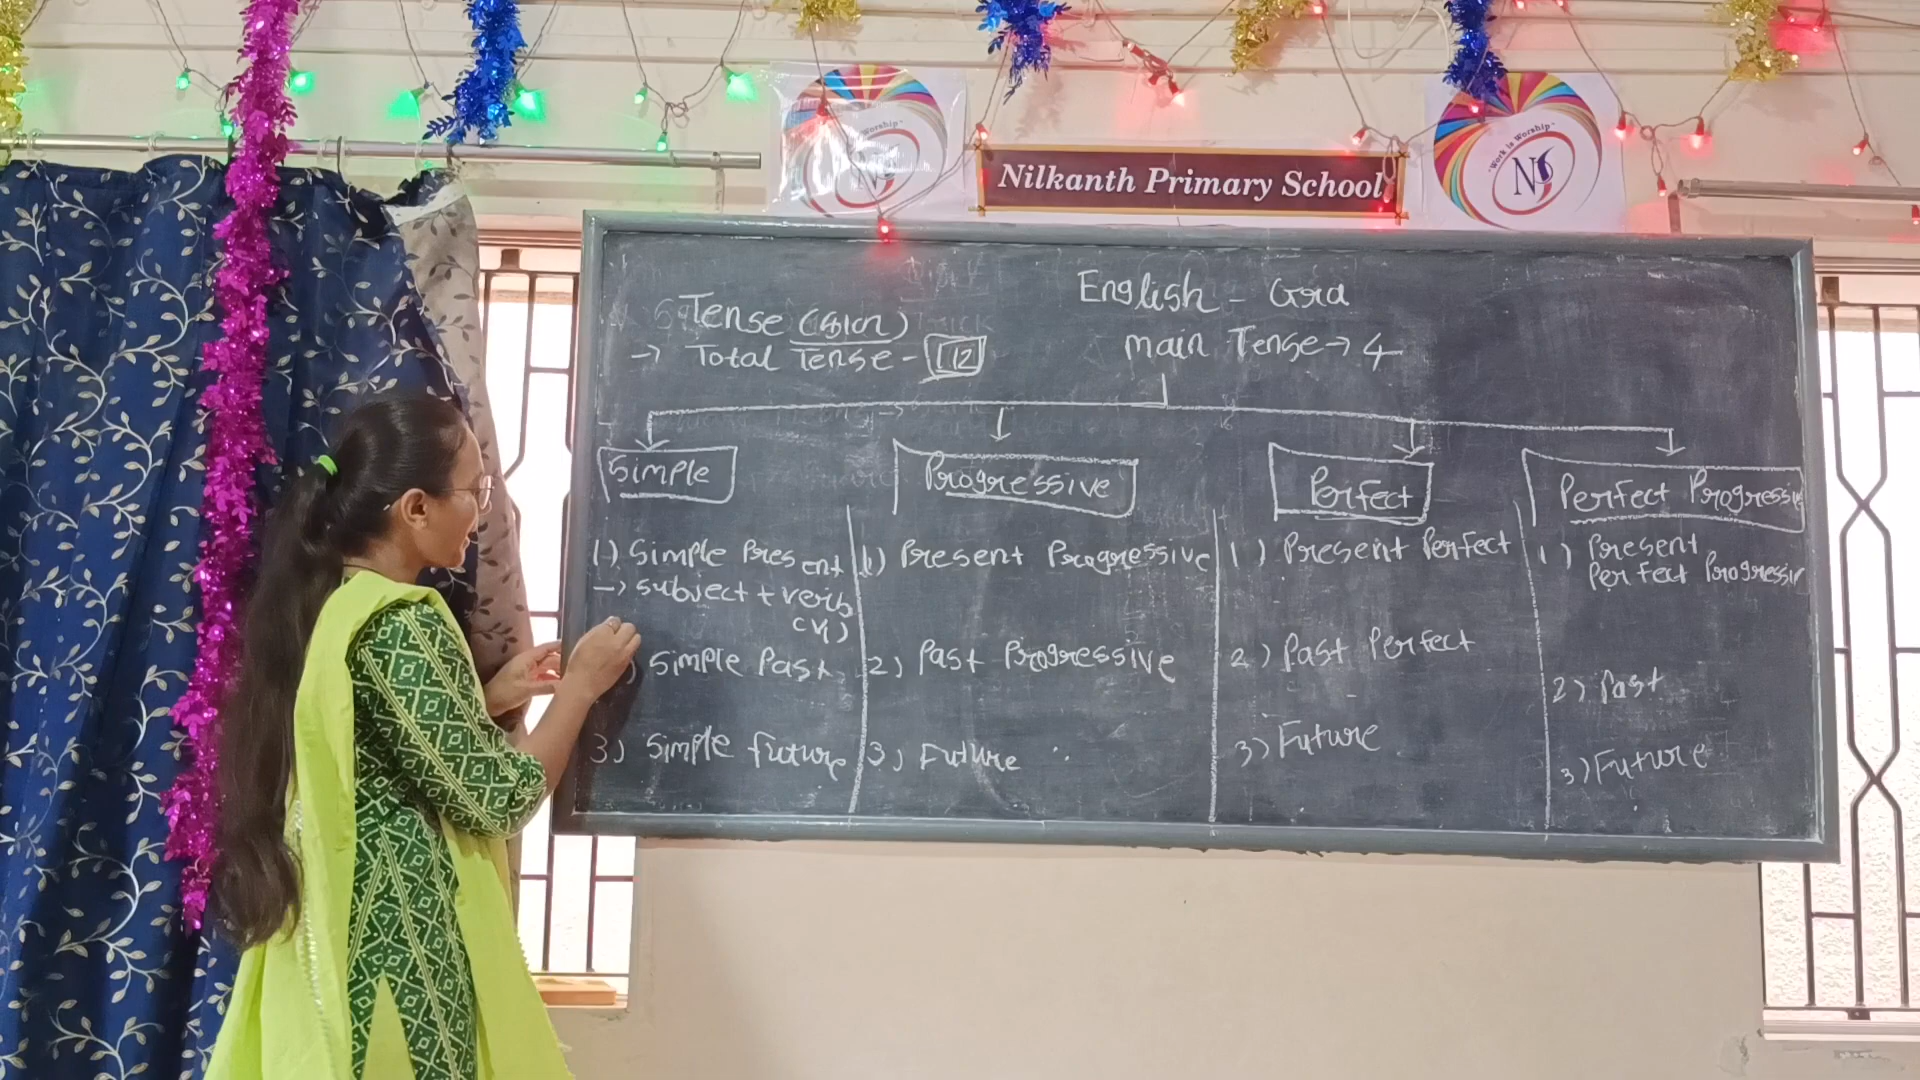 "Work is Worship"
NS
Nilkanth Primary School
English - Gra
Tense (કાળ)
main Tense → 4
→ Total Tense - 12
Simple
Progressive
Perfect
Perfect Progressive
1) Simple Present
→ subject + verb
(V1)
) Simple Past
3) Simple future
1) Present Progressive
2) Past Progressive
3) Future
1) Present Perfect
2) Past Perfect
3) Future
1) Present
Perfect Progressiv
2) Past
3) Future